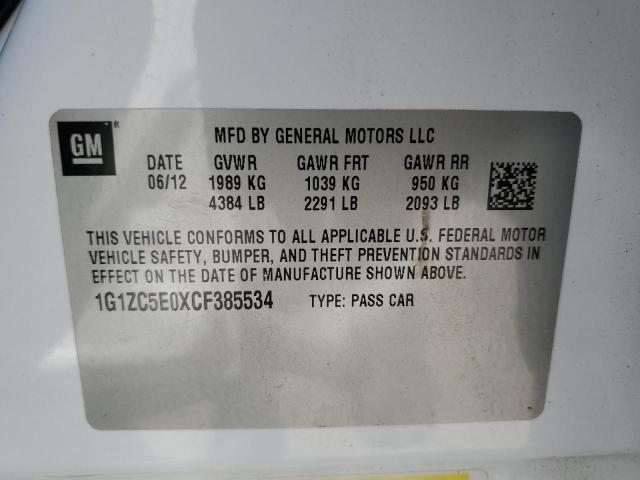 GM ®
MFD BY GENERAL MOTORS LLC
DATE GVWR GAWR FRT GAWR RR
06/12 1989 KG 1039 KG 950 KG
4384 LB 2291 LB 2093 LB
THIS VEHICLE CONFORMS TO ALL APPLICABLE U.S. FEDERAL MOTOR
VEHICLE SAFETY, BUMPER, AND THEFT PREVENTION STANDARDS IN
EFFECT ON THE DATE OF MANUFACTURE SHOWN ABOVE.
1G1ZC5E0XCF385534 TYPE: PASS CAR